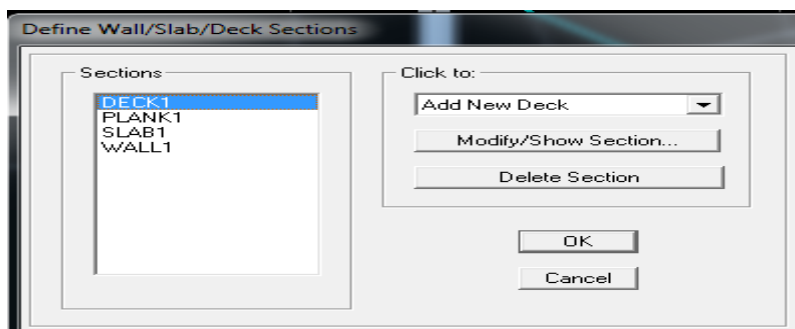 Define Wall/Slab/Deck Sections
Sections
DECK1
PLANK1
SLAB1
WALL1
Click to:
Add New Deck
Modify/Show Section...
Delete Section
OK
Cancel